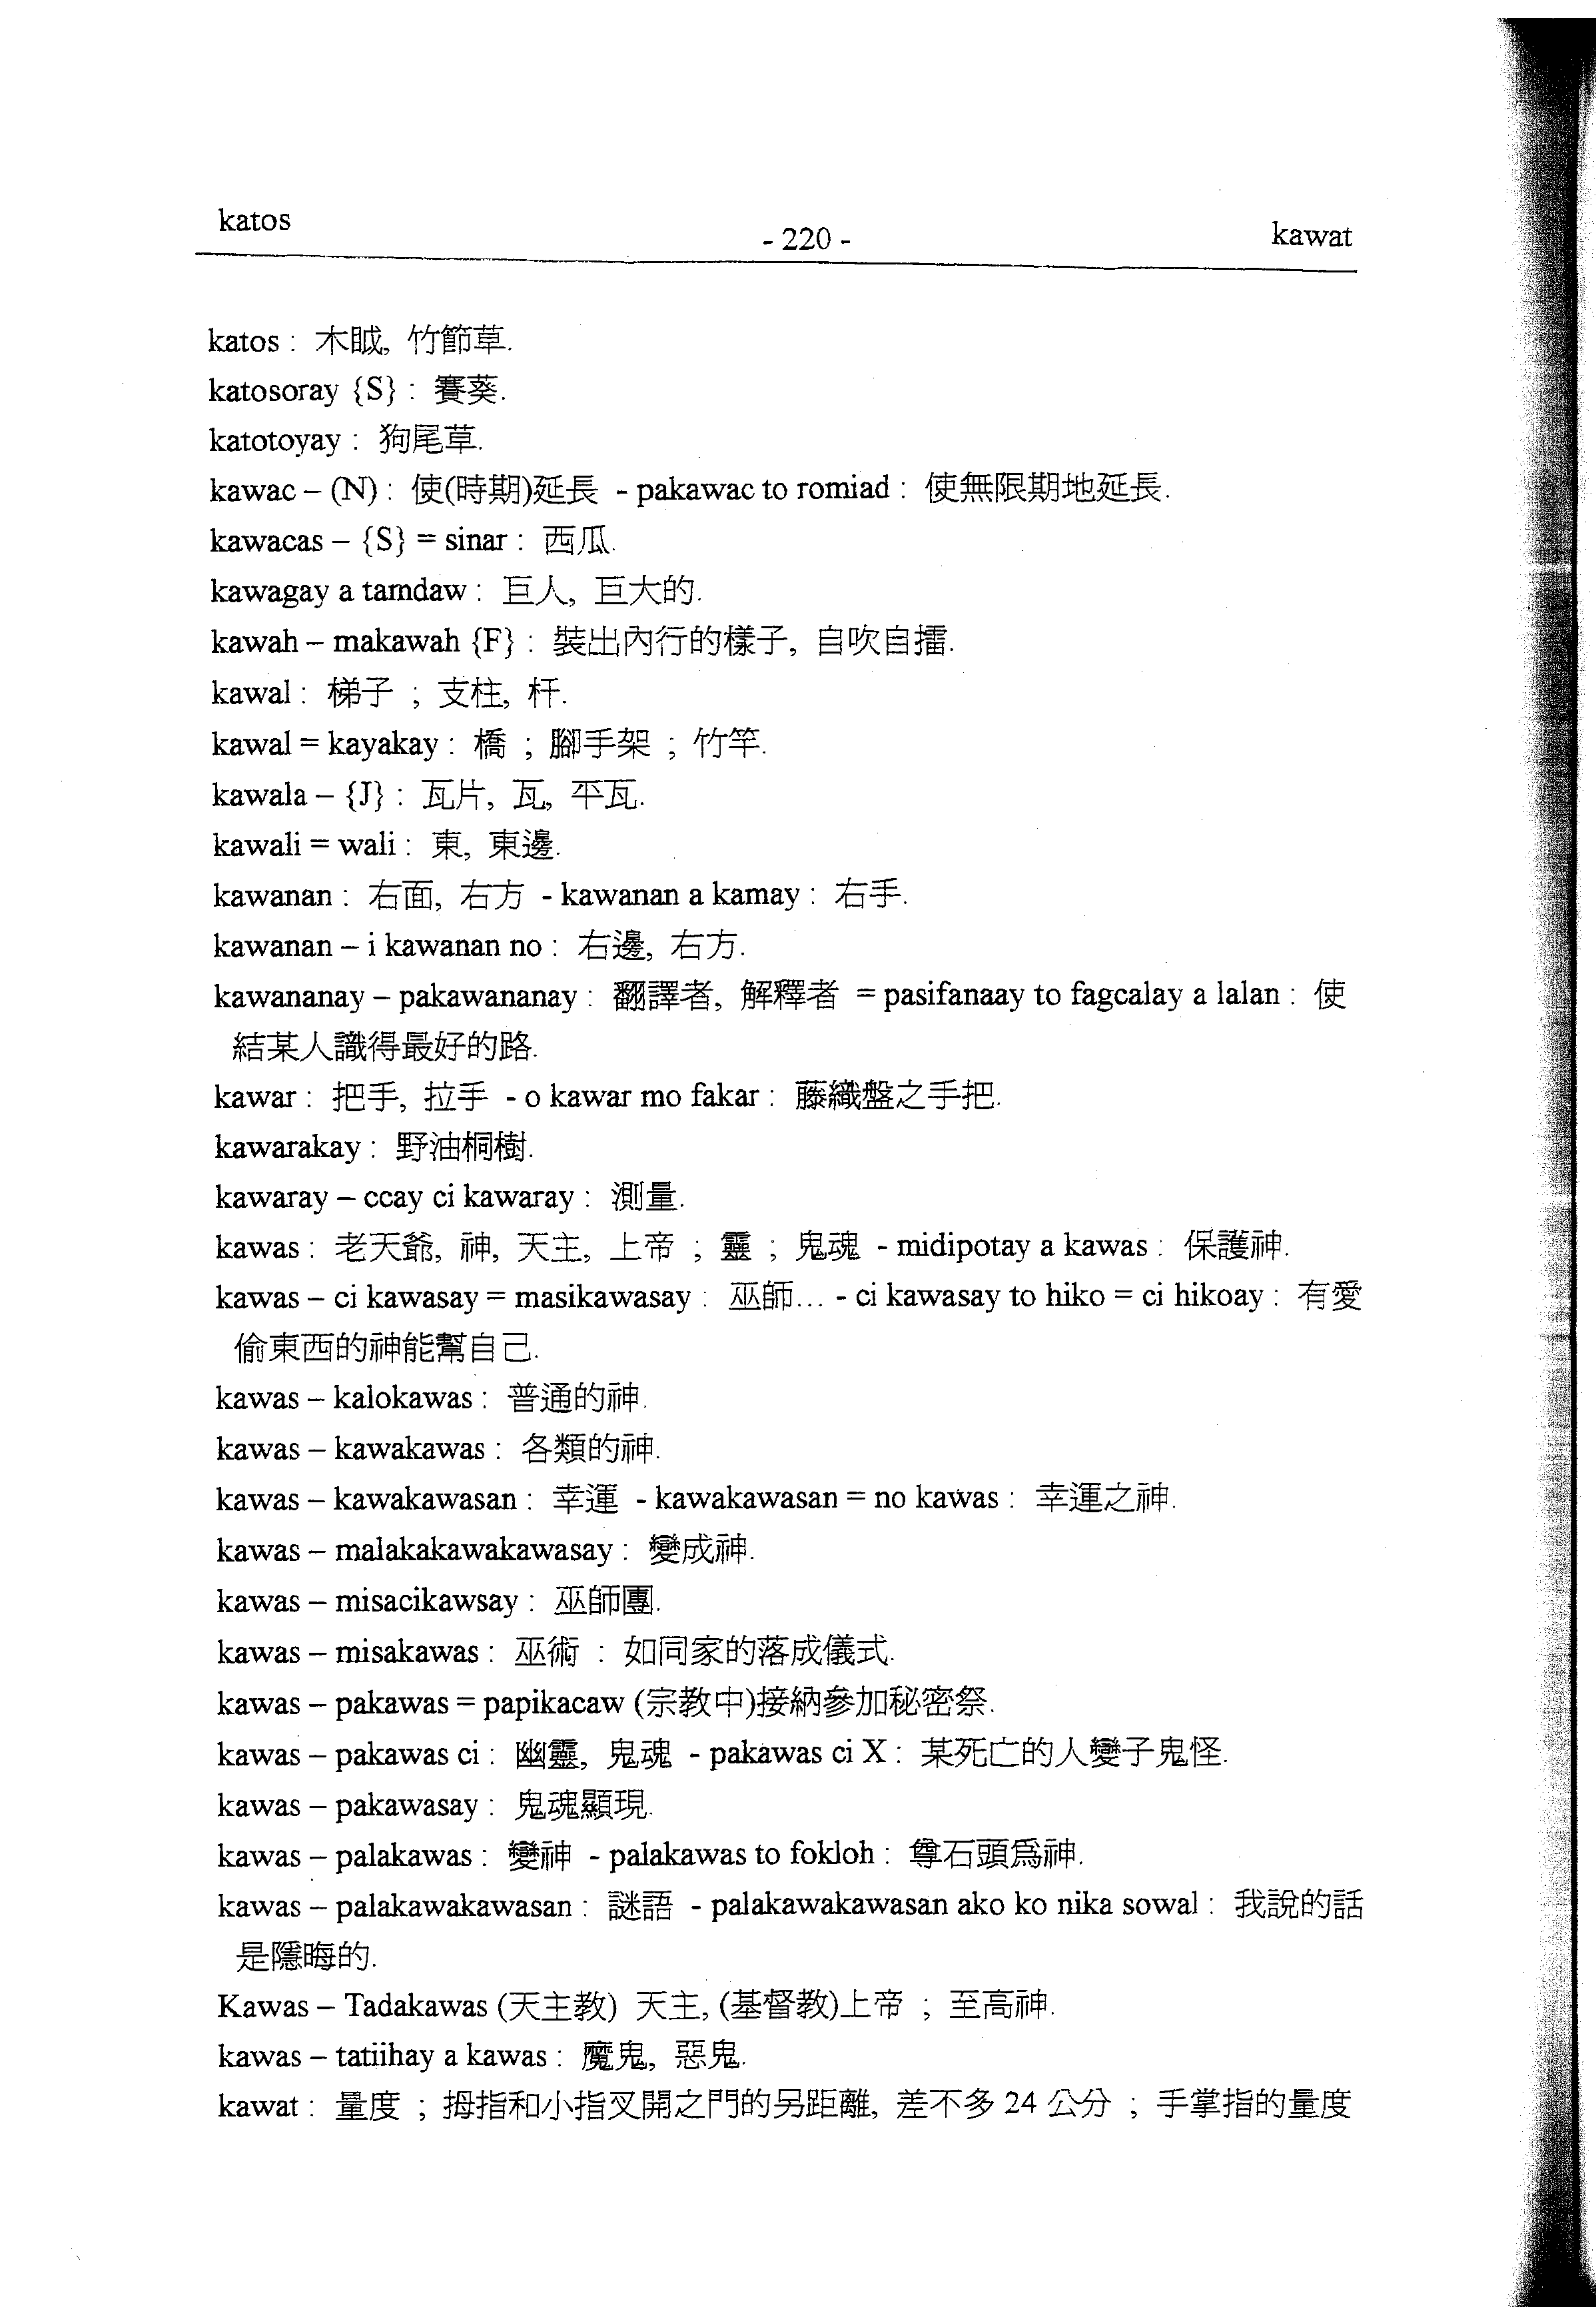 katos
- 220 -
kawat
katos : 木眓, 竹節草.
katosoray {S} : 賽葵.
katotoyay : 狗尾草.
kawac – (N) : 使(時期)延長 - pakawac to romiad : 使無限期地延長.
kawacas – {S} = sinar : 西瓜.
kawagay a tamdaw : 巨人, 巨大的.
kawah – makawah {F} : 裝出內行的樣子, 自吹自擂.
kawal : 梯子 ; 支柱, 杆.
kawal = kayakay : 橋 ; 腳手架 ; 竹竿.
kawala – {J} : 瓦片, 瓦, 平瓦.
kawali = wali : 東, 東邊.
kawanan : 右面, 右方 - kawanan a kamay : 右手.
kawanan – i kawanan no : 右邊, 右方.
kawananay – pakawananay : 翻譯者, 解釋者 = pasifanaay to fagcalay a lalan : 使
結某人識得最好的路.
kawar : 把手, 拉手 - o kawar mo fakar : 藤織盤之手把.
kawarakay : 野油桐樹.
kawaray – ccay ci kawaray : 測量.
kawas : 老天爺, 神, 天主, 上帝 ; 靈 ; 鬼魂 - midipotay a kawas : 保護神.
kawas – ci kawasay = masikawasay : 巫師... - ci kawasay to hiko = ci hikoay : 有愛
偷東西的神能幫自己.
kawas – kalokawas : 普通的神.
kawas – kawakawas : 各類的神.
kawas – kawakawasan : 幸運 - kawakawasan = no kawas : 幸運之神.
kawas – malakakawakawasay : 變成神.
kawas – misacikawsay : 巫師團.
kawas – misakawas : 巫術 : 如同家的落成儀式.
kawas – pakawas = papikacaw (宗教中)接納參加秘密祭.
kawas – pakawas ci : 幽靈, 鬼魂 - pakawas ci X : 某死亡的人變子鬼怪.
kawas – pakawasay : 鬼魂顯現.
kawas – palakawas : 變神 - palakawas to fokloh : 尊石頭爲神.
kawas – palakawakawasan : 謎語 - palakawakawasan ako ko nika sowal : 我說的話
是隱晦的.
Kawas – Tadakawas (天主教) 天主, (基督教)上帝 ; 至高神.
kawas – tatiihay a kawas : 魔鬼, 惡鬼.
kawat : 量度 ; 拇指和小指叉開之門的另距離, 差不多 24 公分 ; 手掌指的量度